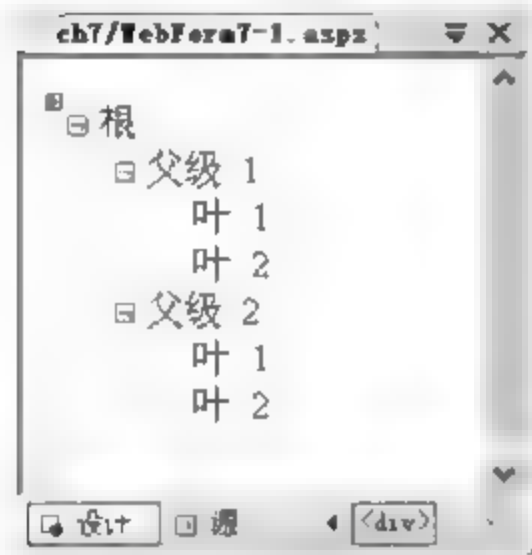 ch7/WebForm7-1.aspx
根
父级 1
叶 1
叶 2
父级 2
叶 1
叶 2
设计 源 <div>